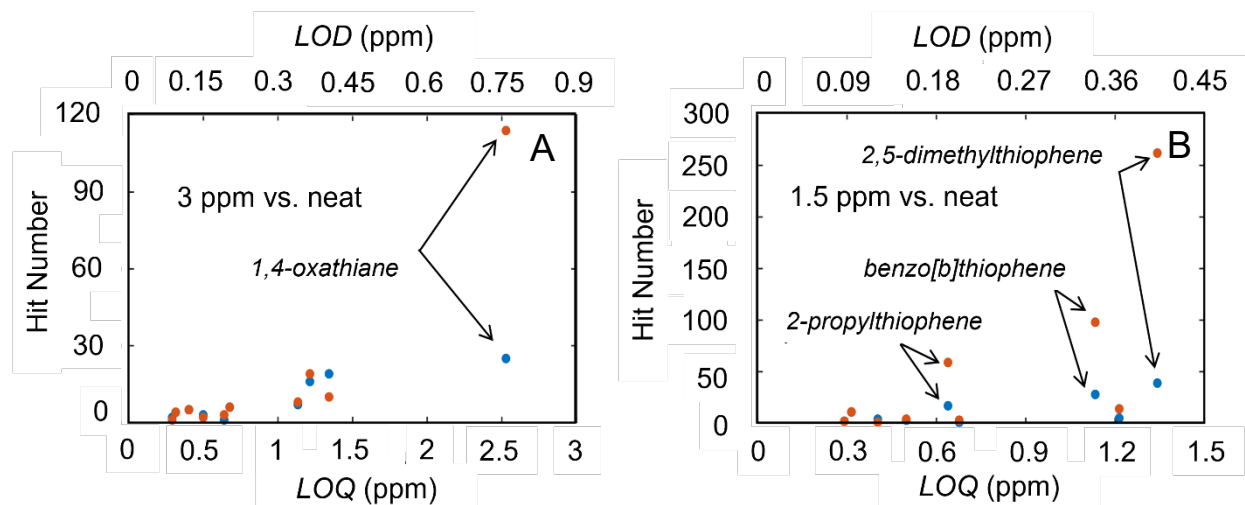 LOD (ppm)
0 0.15 0.3 0.45 0.6 0.75 0.9
120
90
60
30
0
Hit Number
A
3 ppm vs. neat
1,4-oxathiane
0 0.5 1 1.5 2 2.5 3
LOQ (ppm)
LOD (ppm)
0 0.09 0.18 0.27 0.36 0.45
300
250
200
150
100
50
0
Hit Number
B
2,5-dimethylthiophene
1.5 ppm vs. neat
benzo[b]thiophene
2-propylthiophene
0 0.3 0.6 0.9 1.2 1.5
LOQ (ppm)